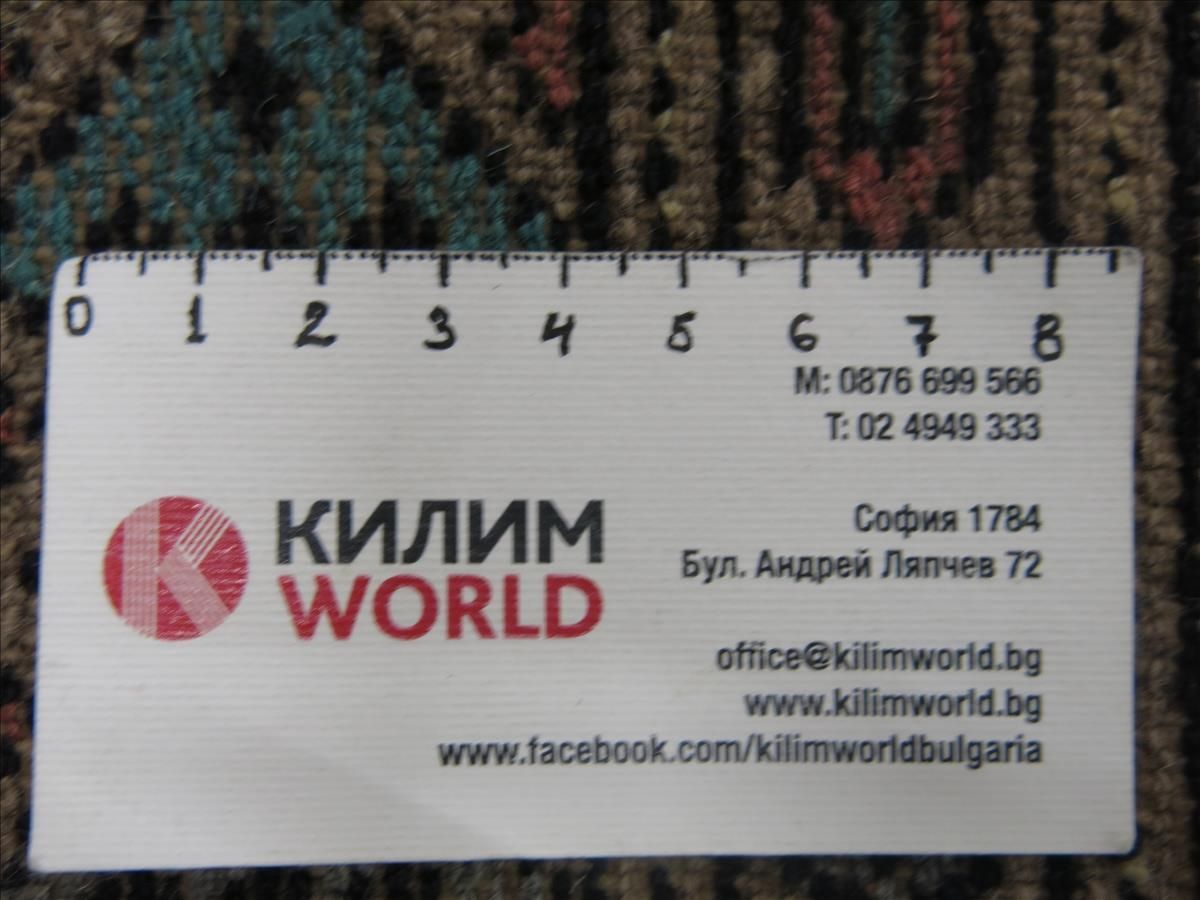 0 1 2 3 4 5 6 7 8
M: 0876 699 566
T: 02 4949 333
КИЛИМ
WORLD
София 1784
Бул. Андрей Ляпчев 72
office@kilimworld.bg
www.kilimworld.bg
www.facebook.com/kilimworldbulgaria